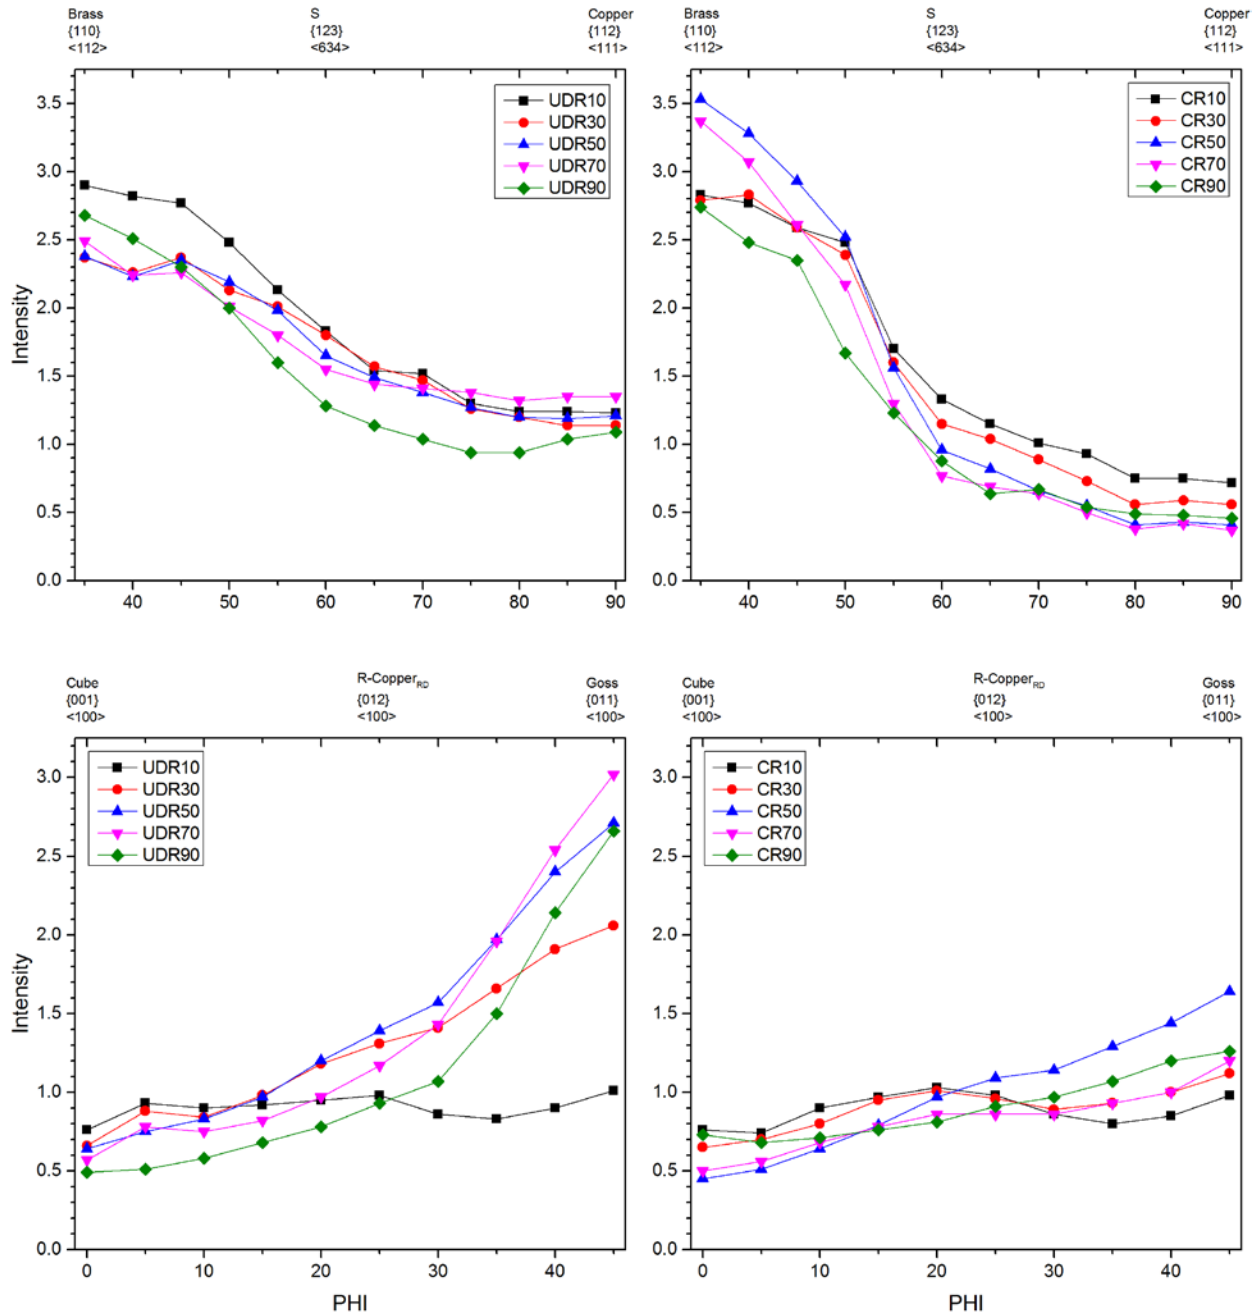 Brass S Copper
{110} {123} {112}
<112> <634> <111>
Brass S Copper
{110} {123} {112}
<112> <634> <111>
3.5
3.0
2.5
2.0
1.5
1.0
0.5
0.0
Intensity
UDR10
UDR30
UDR50
UDR70
UDR90
40 50 60 70 80 90
3.5
3.0
2.5
2.0
1.5
1.0
0.5
0.0
CR10
CR30
CR50
CR70
CR90
40 50 60 70 80 90
Cube R-CopperRD Goss
{001} {012} {011}
<100> <100> <100>
Cube R-CopperRD Goss
{001} {012} {011}
<100> <100> <100>
3.0
2.5
2.0
1.5
1.0
0.5
0.0
Intensity
UDR10
UDR30
UDR50
UDR70
UDR90
0 10 20 30 40
PHI
3.0
2.5
2.0
1.5
1.0
0.5
0.0
CR10
CR30
CR50
CR70
CR90
0 10 20 30 40
PHI